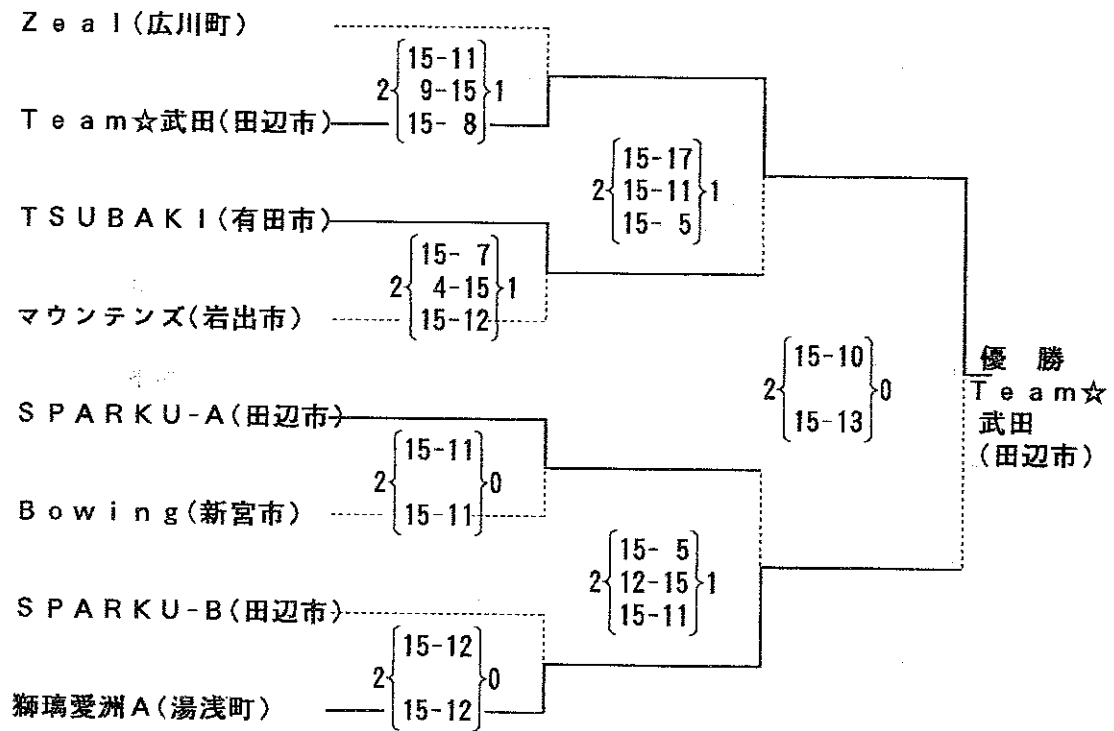 Zeal(広川町)
2 15-11 1
9-15
15- 8
Team☆武田(田辺市)
2 15-17 1
15-11
15- 5
TSUBAKI(有田市)
2 15- 7 1
4-15
15-12
マウンテンズ(岩出市)
2 15-10 0
15-13
優 勝
Team☆
武田
(田辺市)
SPARKU-A(田辺市)
2 15-11 0
15-11
Bowing(新宮市)
2 15- 5 1
12-15
15-11
SPARKU-B(田辺市)
2 15-12 0
15-12
獅璃愛洲A(湯浅町)